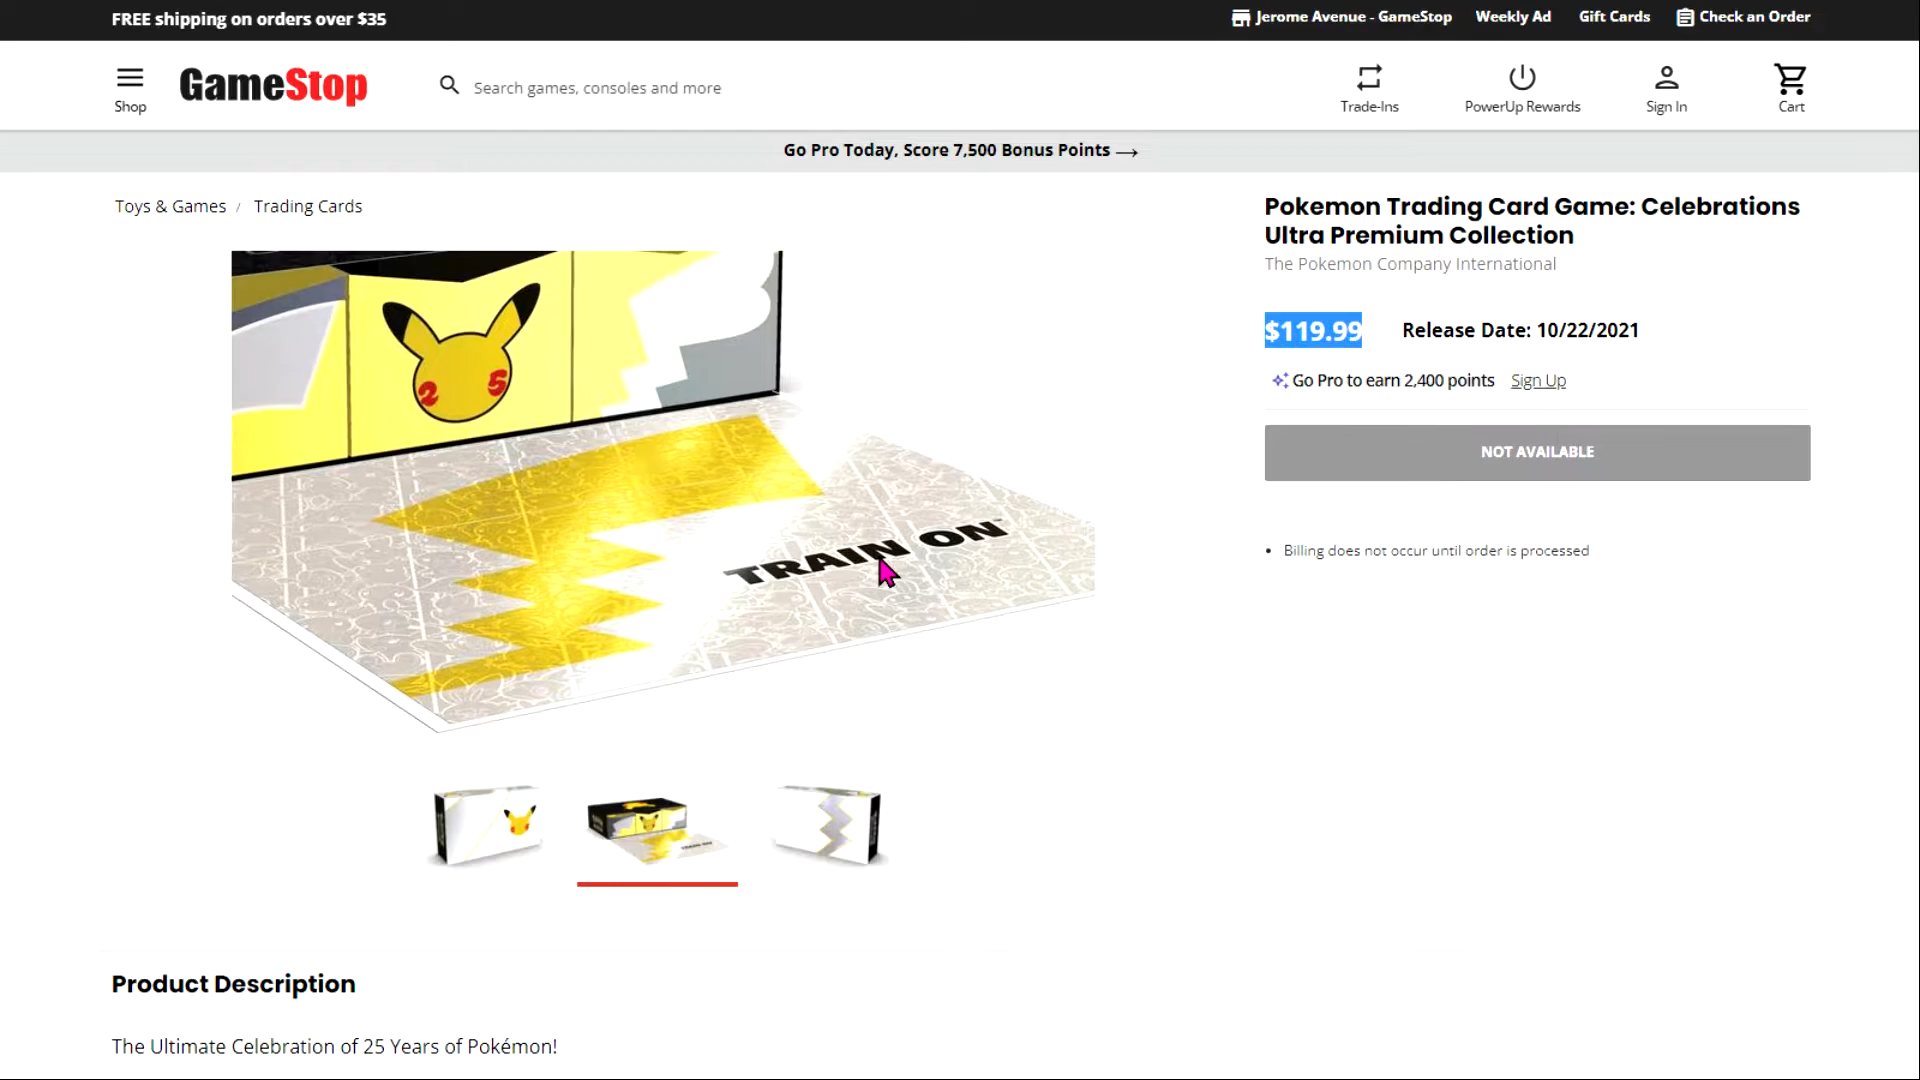 FREE shipping on orders over $35
Jerome Avenue - GameStop
Weekly Ad
Gift Cards
Check an Order
Shop
GameStop
Search games, consoles and more
Trade-Ins
PowerUp Rewards
Sign In
Cart
Go Pro Today, Score 7,500 Bonus Points →
Toys & Games / Trading Cards
Pokemon Trading Card Game: Celebrations
Ultra Premium Collection
The Pokemon Company International
$119.99
Release Date: 10/22/2021
Go Pro to earn 2,400 points
Sign Up
NOT AVAILABLE
• Billing does not occur until order is processed
2 5
TRAIN ON™
Product Description
The Ultimate Celebration of 25 Years of Pokémon!